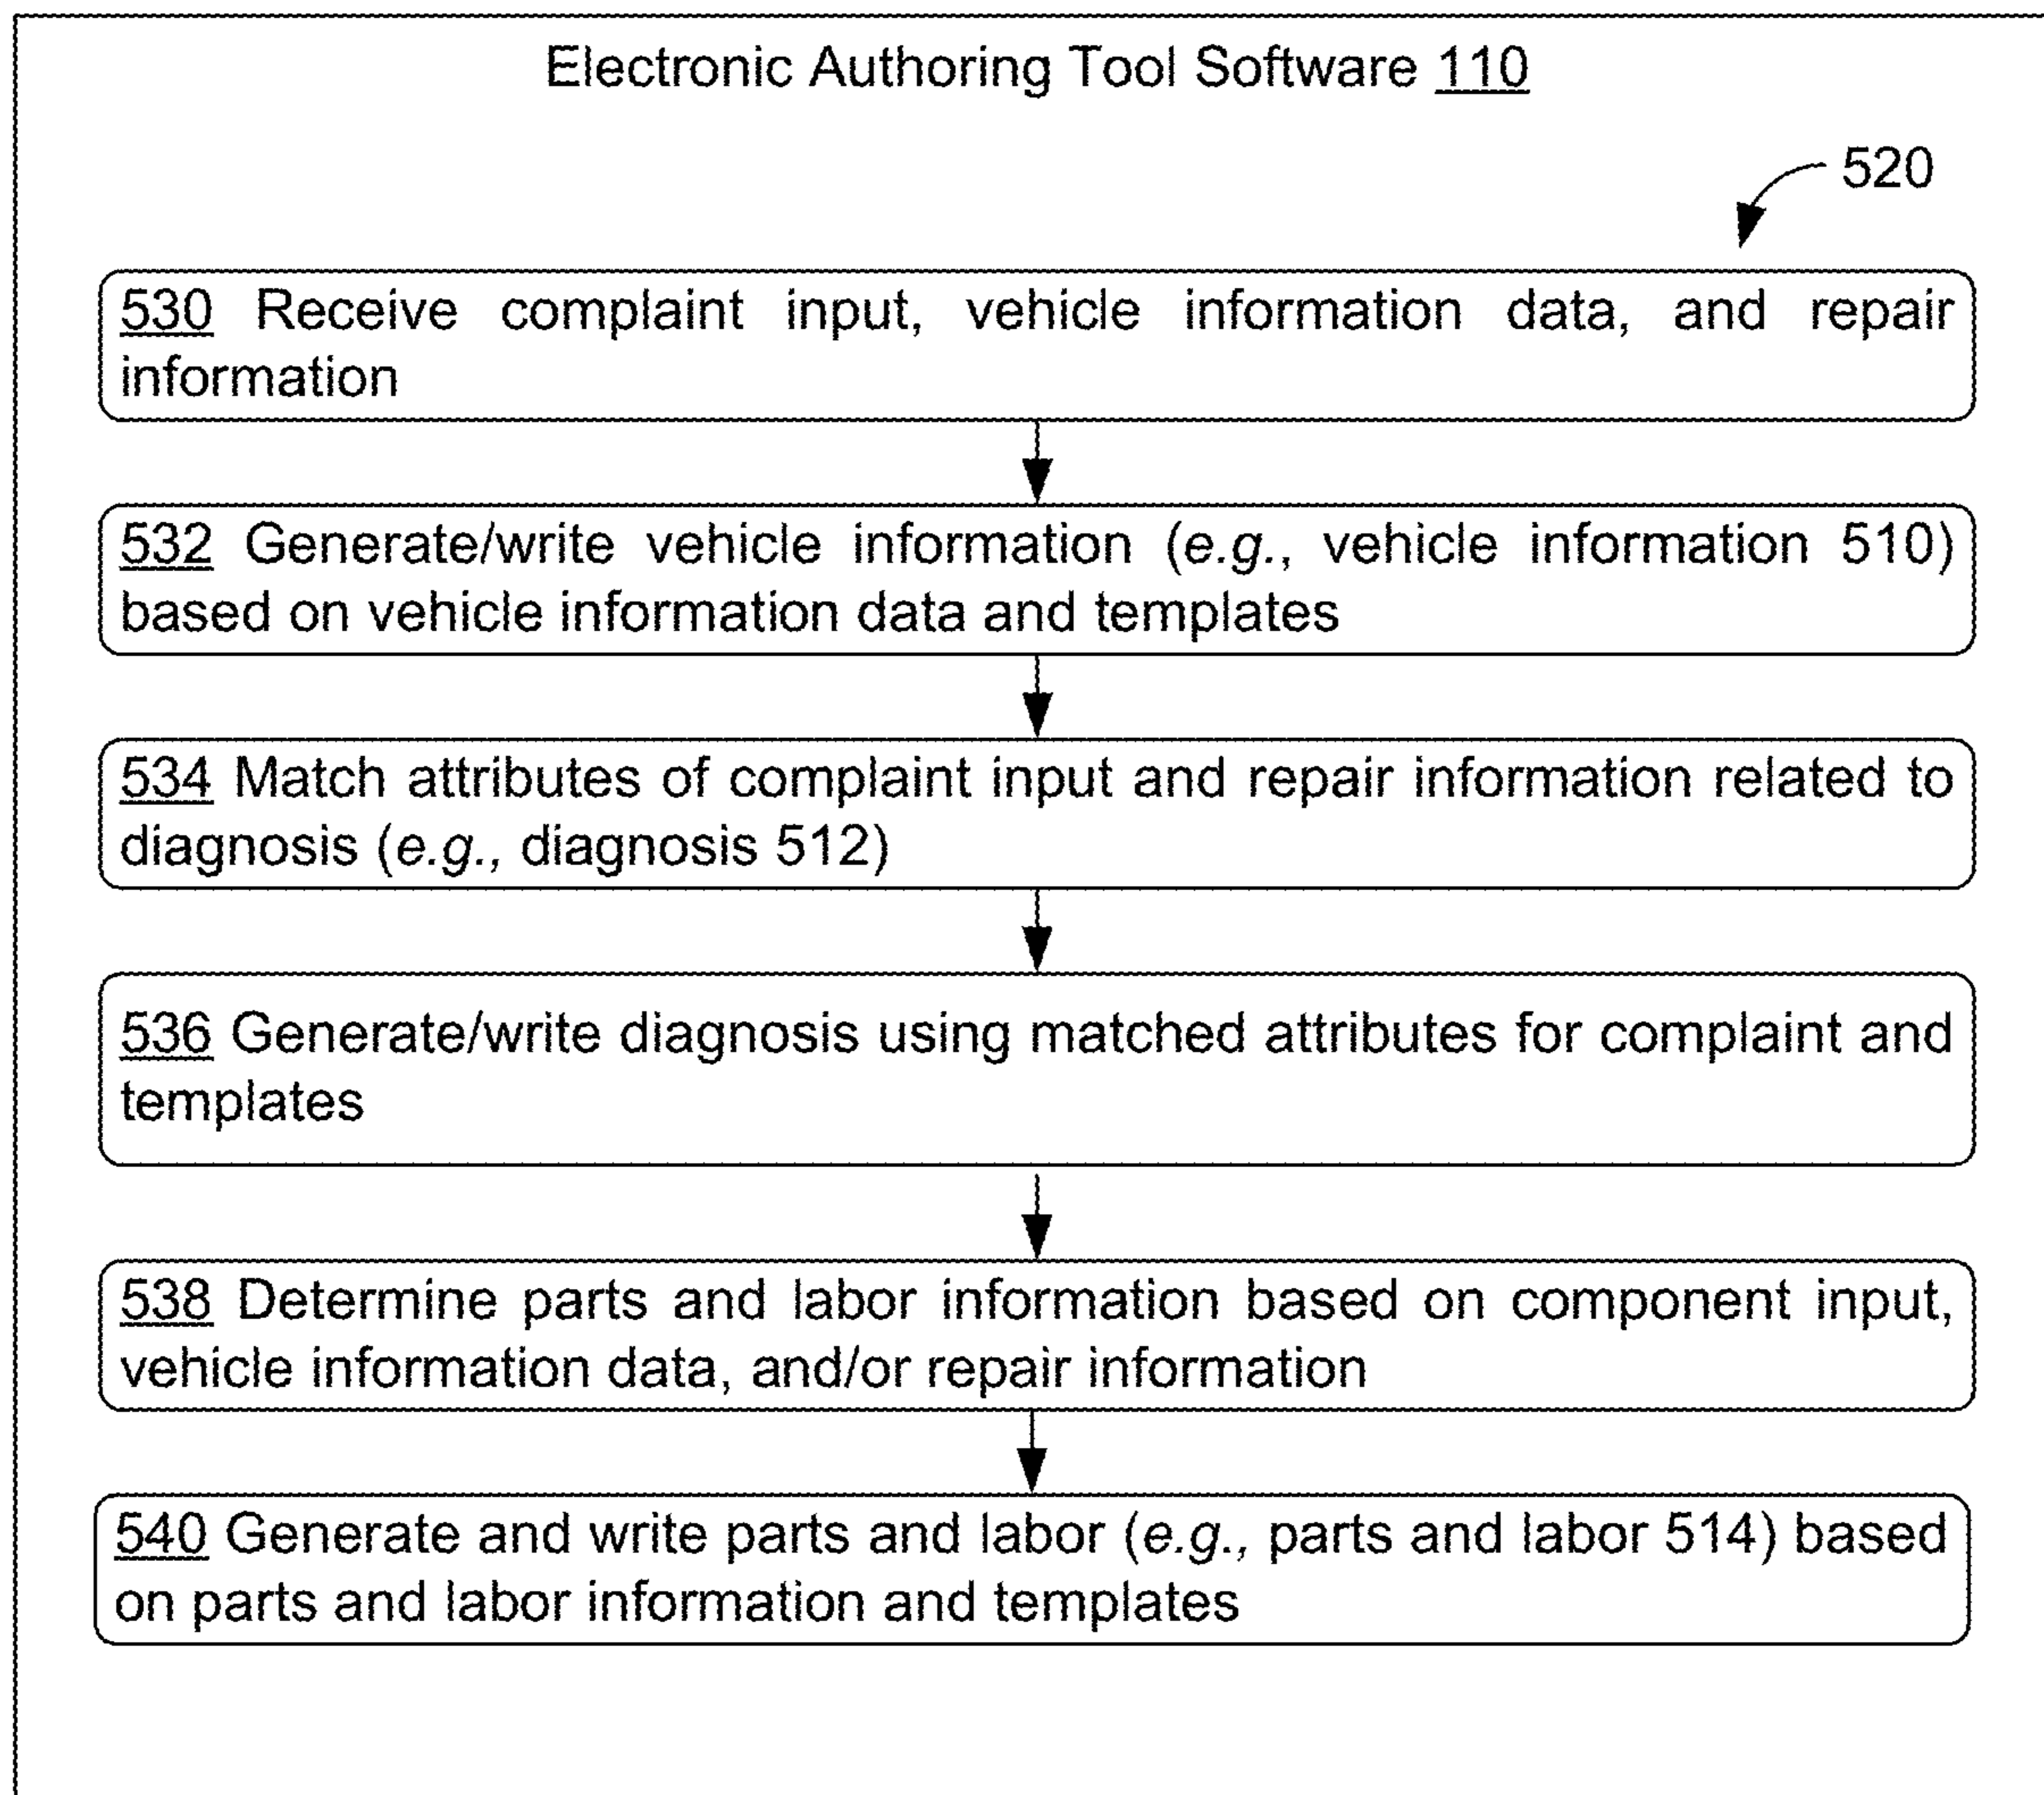 Electronic Authoring Tool Software 110
520
530 Receive complaint input, vehicle information data, and repair
information
532 Generate/write vehicle information (e.g., vehicle information 510)
based on vehicle information data and templates
534 Match attributes of complaint input and repair information related to
diagnosis (e.g., diagnosis 512)
536 Generate/write diagnosis using matched attributes for complaint and
templates
538 Determine parts and labor information based on component input,
vehicle information data, and/or repair information
540 Generate and write parts and labor (e.g., parts and labor 514) based
on parts and labor information and templates